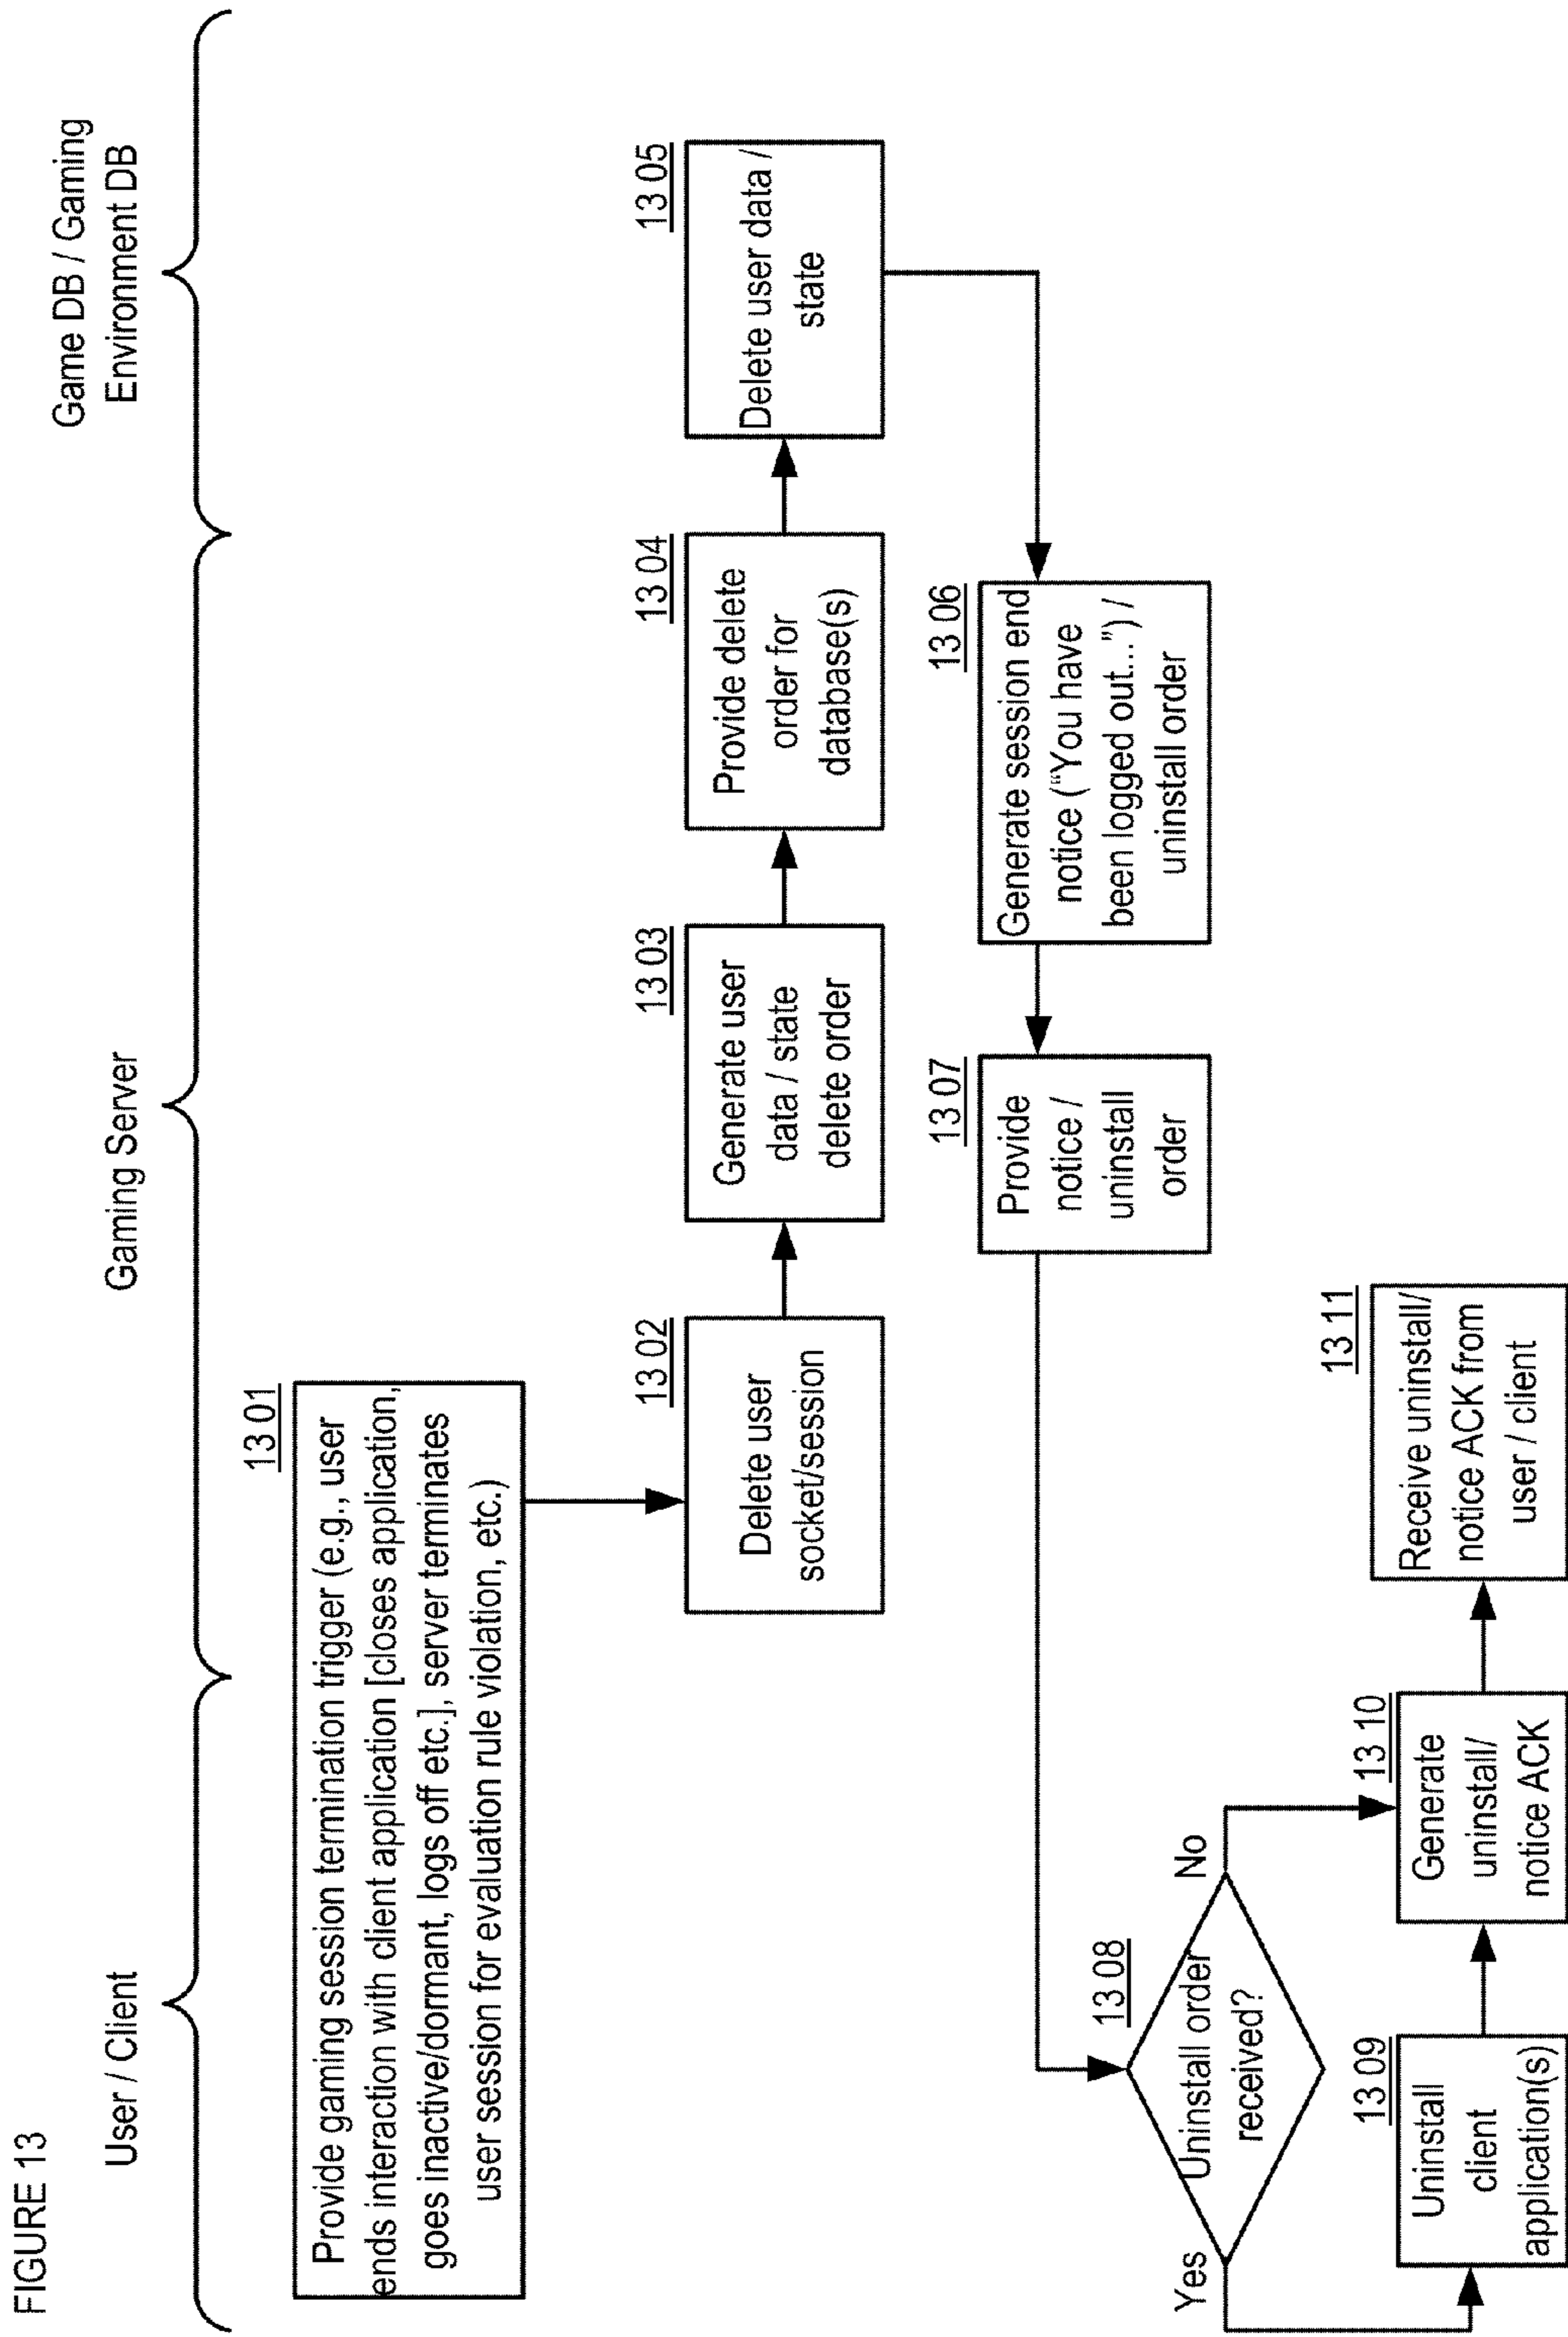 FIGURE 13
User / Client
Gaming Server
Game DB / Gaming
Environment DB
13 01
Provide gaming session termination trigger (e.g., user
ends interaction with client application [closes application,
goes inactive/dormant, logs off etc.], server terminates
user session for evaluation rule violation, etc.)
13 02
Delete user
socket/session
13 03
Generate user
data / state
delete order
13 04
Provide delete
order for
database(s)
13 05
Delete user data /
state
13 06
Generate session end
notice (“You have
been logged out...”) /
uninstall order
13 07
Provide
notice /
uninstall
order
13 08
Uninstall order
received?
Yes
No
13 09
Uninstall
client
application(s)
13 10
Generate
uninstall/
notice ACK
13 11
Receive uninstall/
notice ACK from
user / client